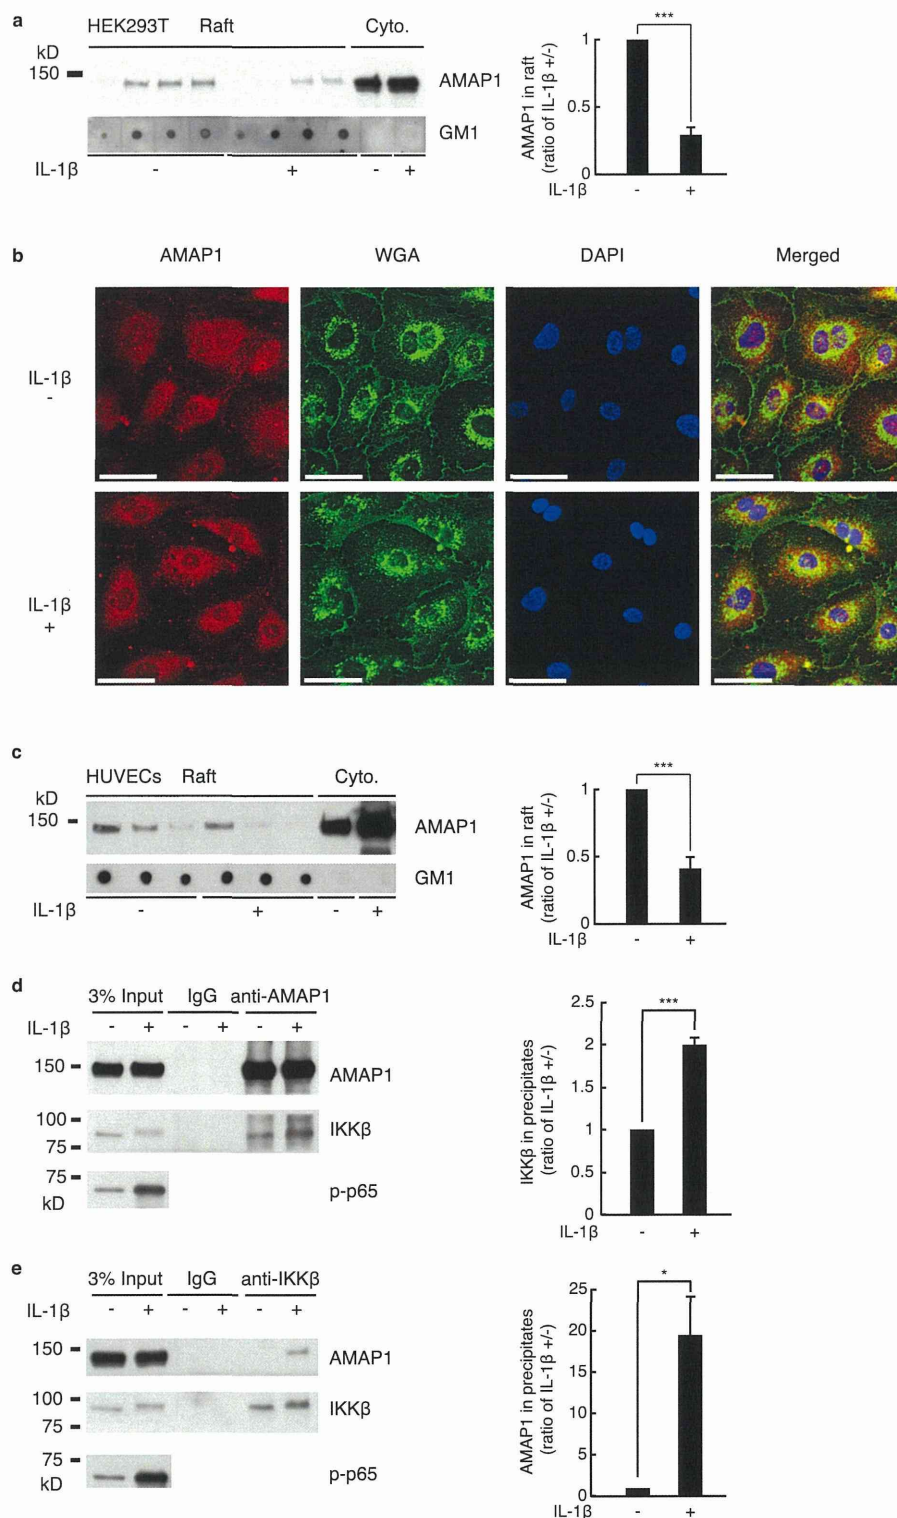 a
HEK293T Raft Cyto.
kD
150
AMAP1
GM1
IL-1β - + - +
AMAP1 in raft
(ratio of IL-1β +/-)
***
1
0.5
0
IL-1β - +
b
AMAP1 WGA DAPI Merged
IL-1β
-
IL-1β
+
c
HUVECs Raft Cyto.
kD
150
AMAP1
GM1
IL-1β - + - +
AMAP1 in raft
(ratio of IL-1β +/-)
***
1
0.5
0
IL-1β - +
d
3% Input IgG anti-AMAP1
IL-1β - + - + - +
150
AMAP1
100
75
IKKβ
75
kD
p-p65
IKKβ in precipitates
(ratio of IL-1β +/-)
***
2.5
2
1.5
1
0.5
0
IL-1β - +
e
3% Input IgG anti-IKKβ
IL-1β - + - + - +
150
AMAP1
100
75
IKKβ
75
kD
p-p65
AMAP1 in precipitates
(ratio of IL-1β +/-)
*
25
20
15
10
5
0
IL-1β - +